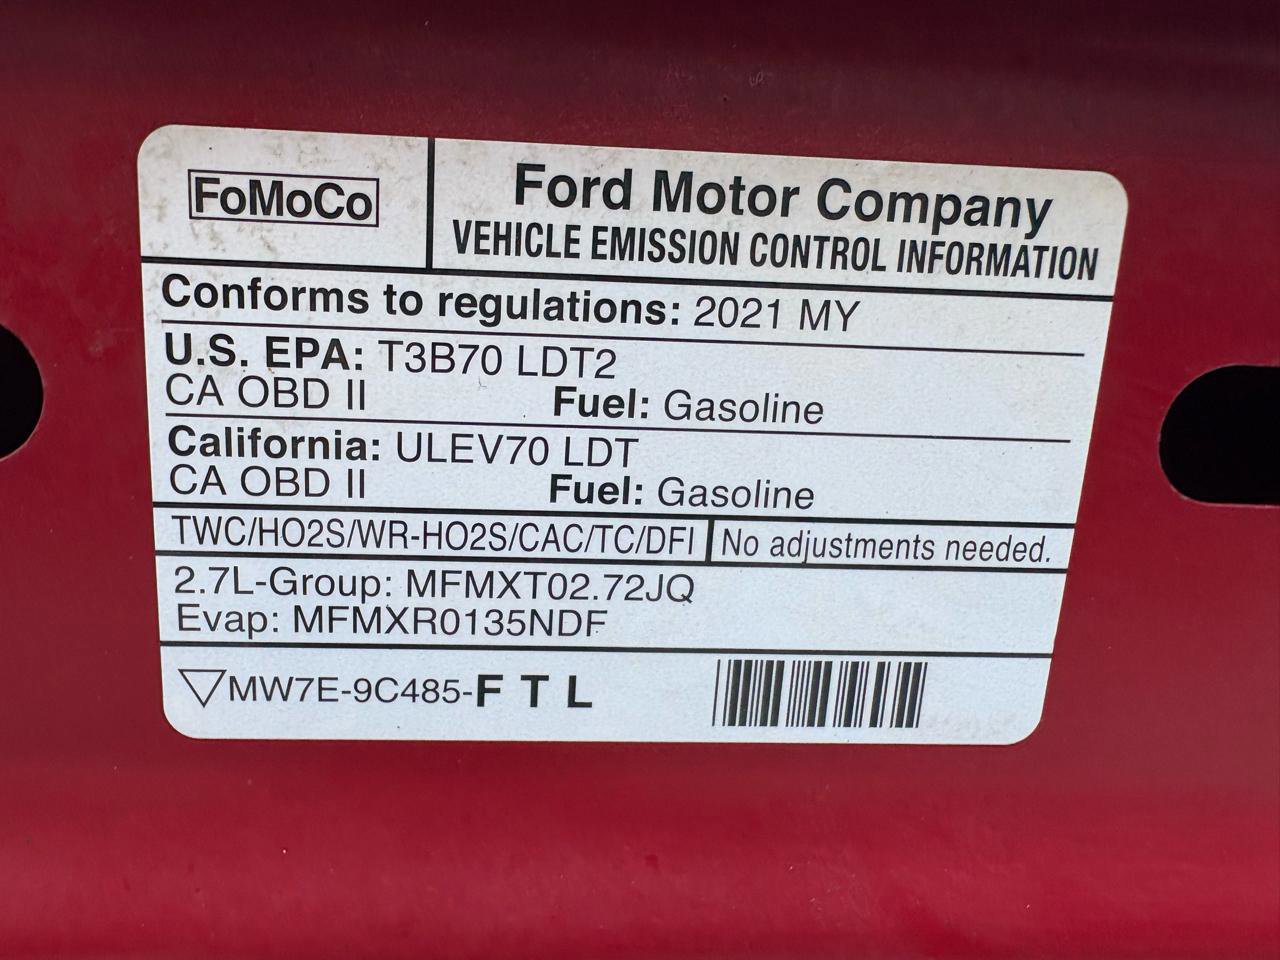 FoMoCo
Ford Motor Company
VEHICLE EMISSION CONTROL INFORMATION
Conforms to regulations: 2021 MY
U.S. EPA: T3B70 LDT2
CA OBD II Fuel: Gasoline
California: ULEV70 LDT
CA OBD II Fuel: Gasoline
TWC/HO2S/WR-HO2S/CAC/TC/DFI No adjustments needed.
2.7L-Group: MFMXT02.72JQ
Evap: MFMXR0135NDF
MW7E-9C485-F T L